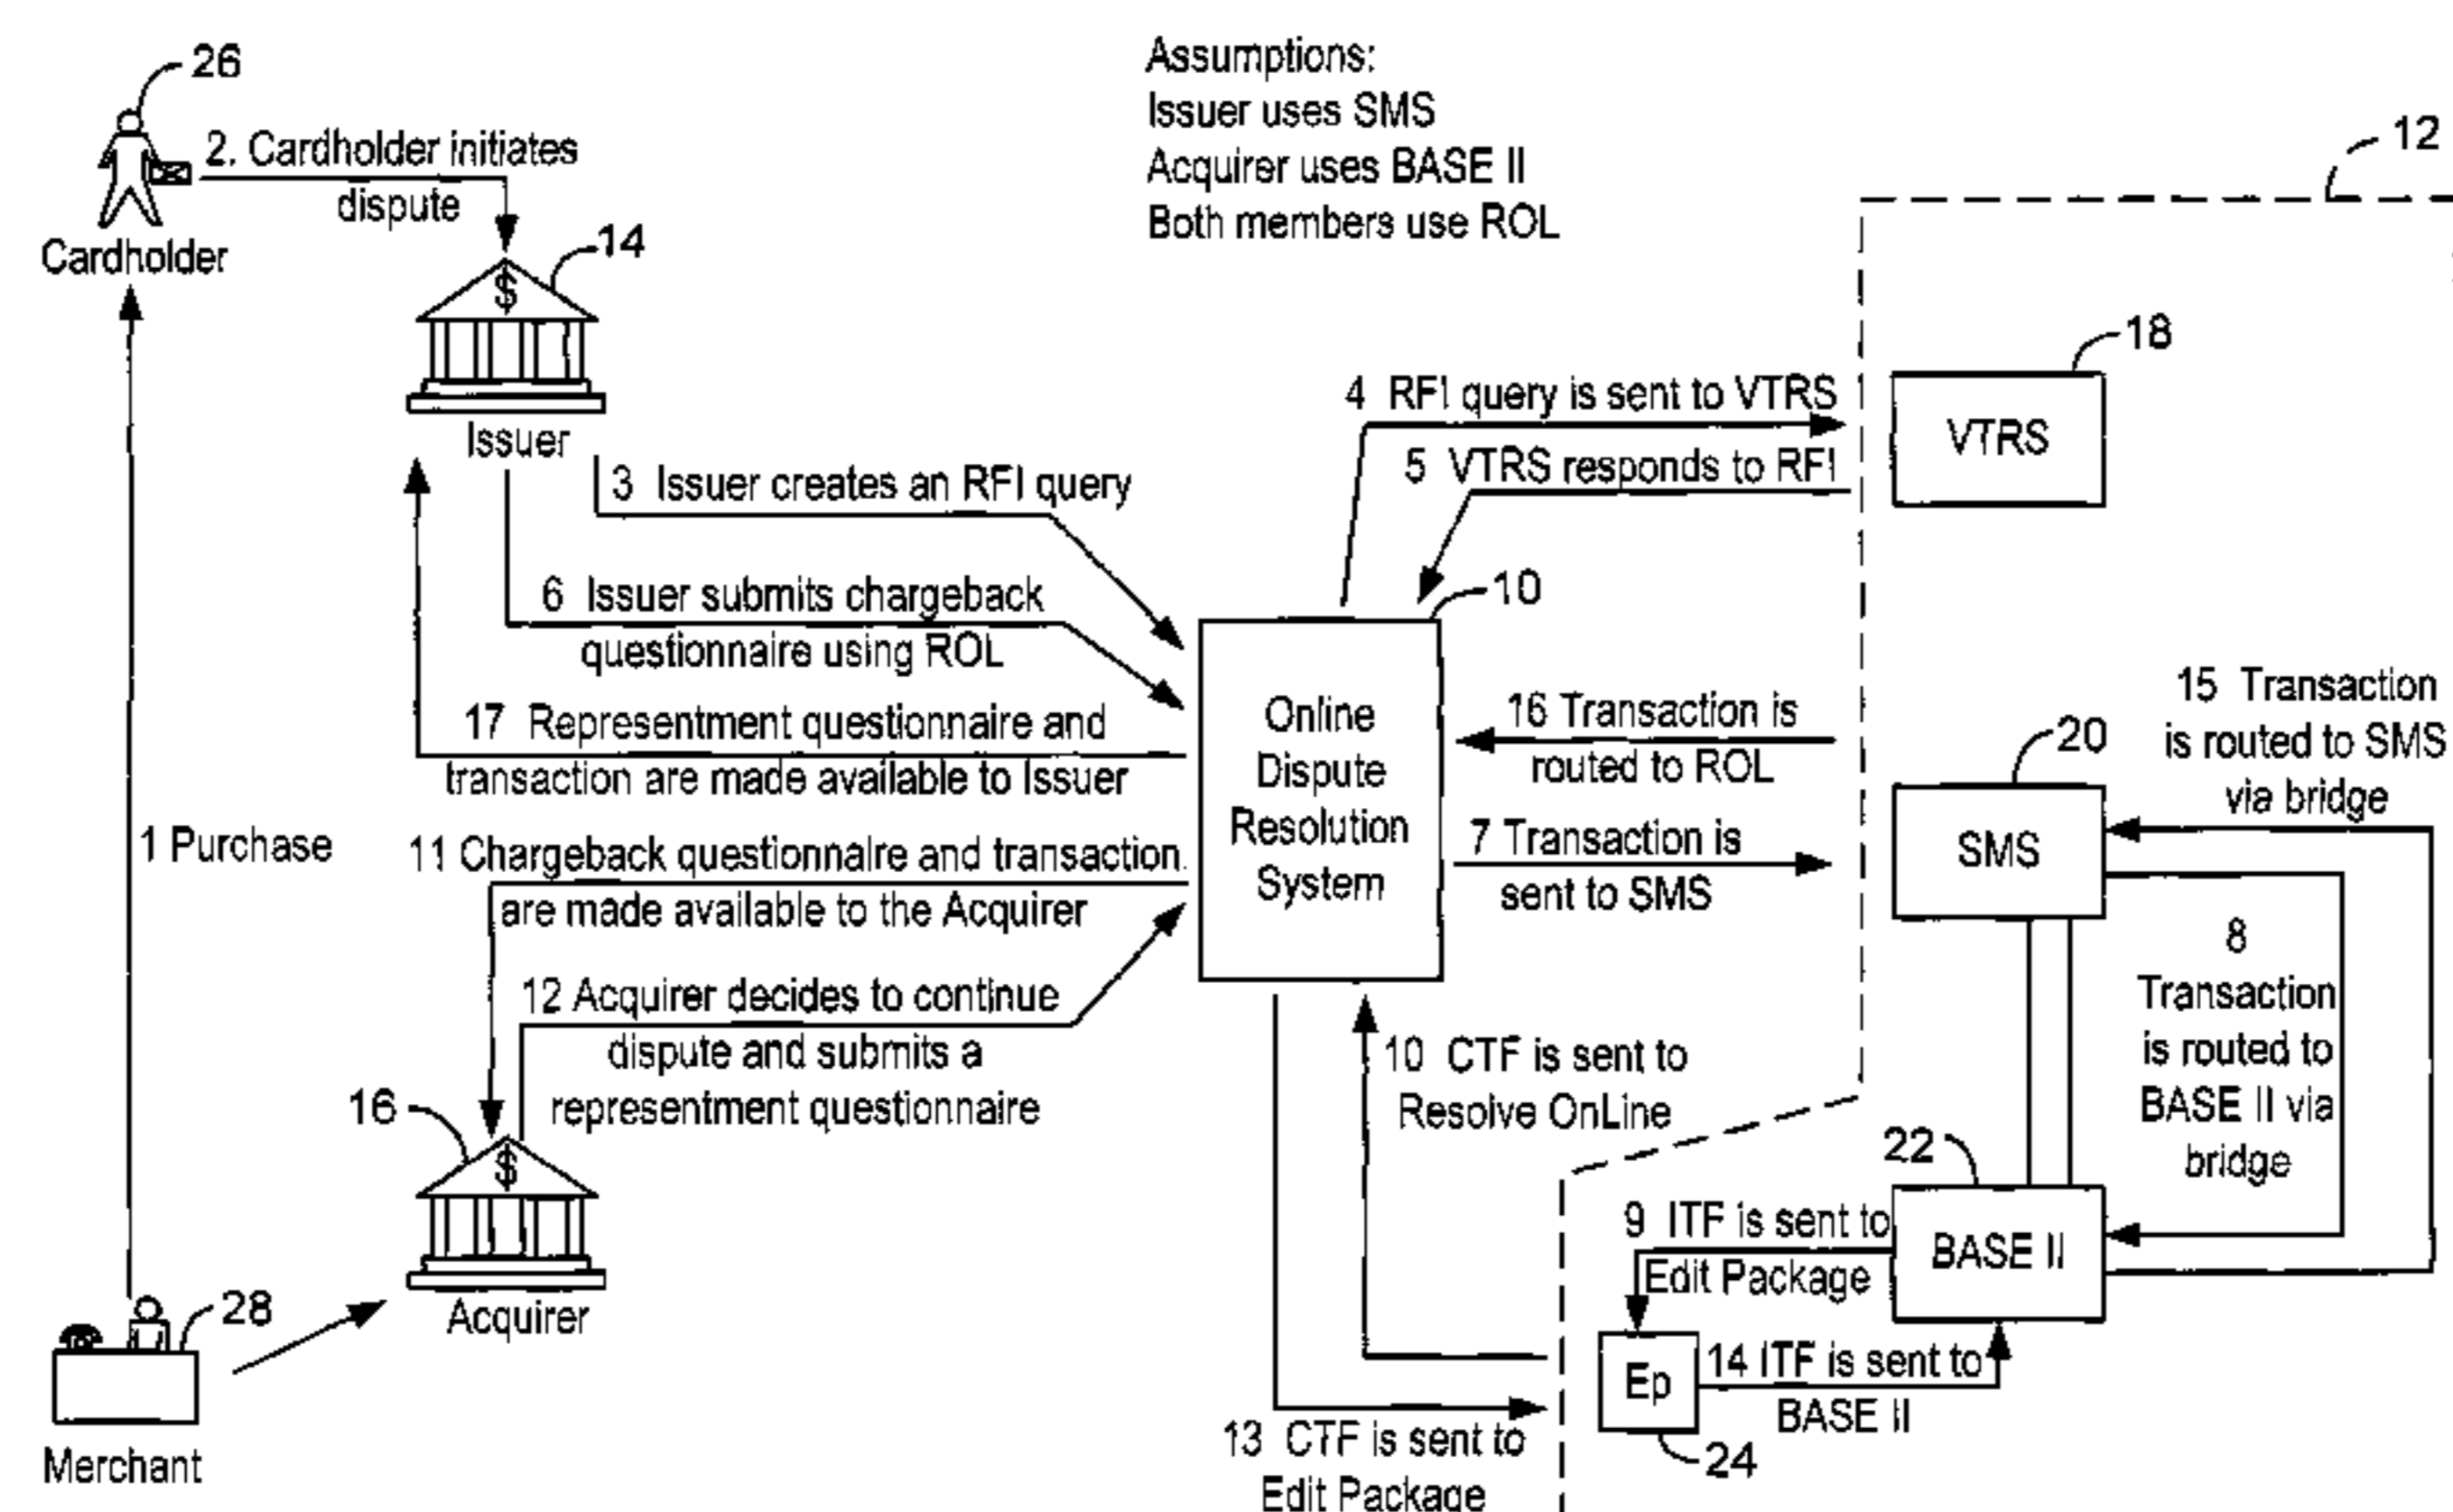 26
2. Cardholder initiates
dispute
Cardholder
14
$
Issuer
Assumptions:
Issuer uses SMS
Acquirer uses BASE II
Both members use ROL
12
18
VTRS
4 RFI query is sent to VTRS
5 VTRS responds to RFI
3 Issuer creates an RFI query
6 Issuer submits chargeback
questionnaire using ROL
10
Online
Dispute
Resolution
System
17 Representment questionnaire and
transaction are made available to Issuer
16 Transaction is
routed to ROL
15 Transaction
is routed to SMS
via bridge
20
SMS
1 Purchase
11 Chargeback questionnaire and transaction
are made available to the Acquirer
7 Transaction is
sent to SMS
8
Transaction
is routed to
BASE II via
bridge
12 Acquirer decides to continue
dispute and submits a
representment questionnaire
10 CTF is sent to
Resolve OnLine
16
$
Acquirer
22
BASE II
9 ITF is sent to
Edit Package
28
Merchant
Ep
24
14 ITF is sent to
BASE II
13 CTF is sent to
Edit Package